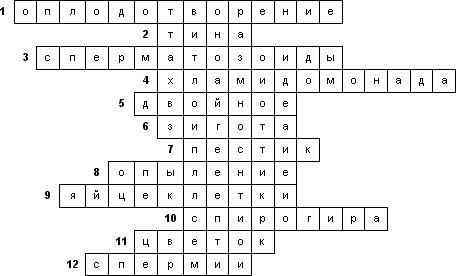 1 оплодотворение
2 тина
3 сперматозоиды
4 хламидомонада
5 двойное
6 зигота
7 пестик
8 опыление
9 яйцеклетки
10 спирогира
11 цветок
12 спермии